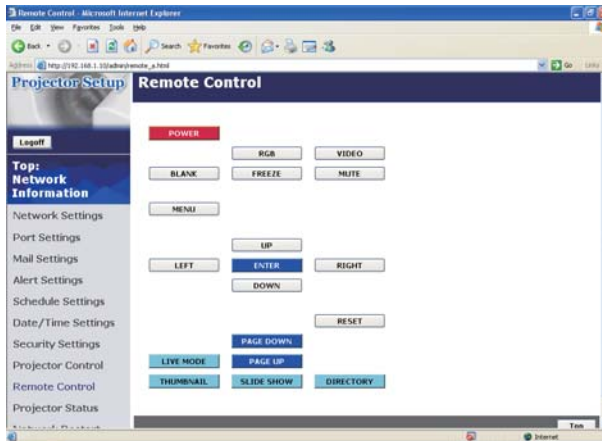 Remote Control - Microsoft Internet Explorer
File Edit View Favorites Tools Help
Back Search Favorites
Address http://192.168.1.10/admin/remote_a.html Go Links
Projector Setup Remote Control
Logoff
POWER
RGB VIDEO
Top:
Network
Information
BLANK FREEZE MUTE
Network Settings
MENU
Port Settings
Mail Settings
UP
LEFT ENTER RIGHT
Alert Settings
DOWN
Schedule Settings
Date/Time Settings
RESET
Security Settings
PAGE DOWN
Projector Control
LIVE MODE PAGE UP
Remote Control
THUMBNAIL SLIDE SHOW DIRECTORY
Projector Status
Top
Internet